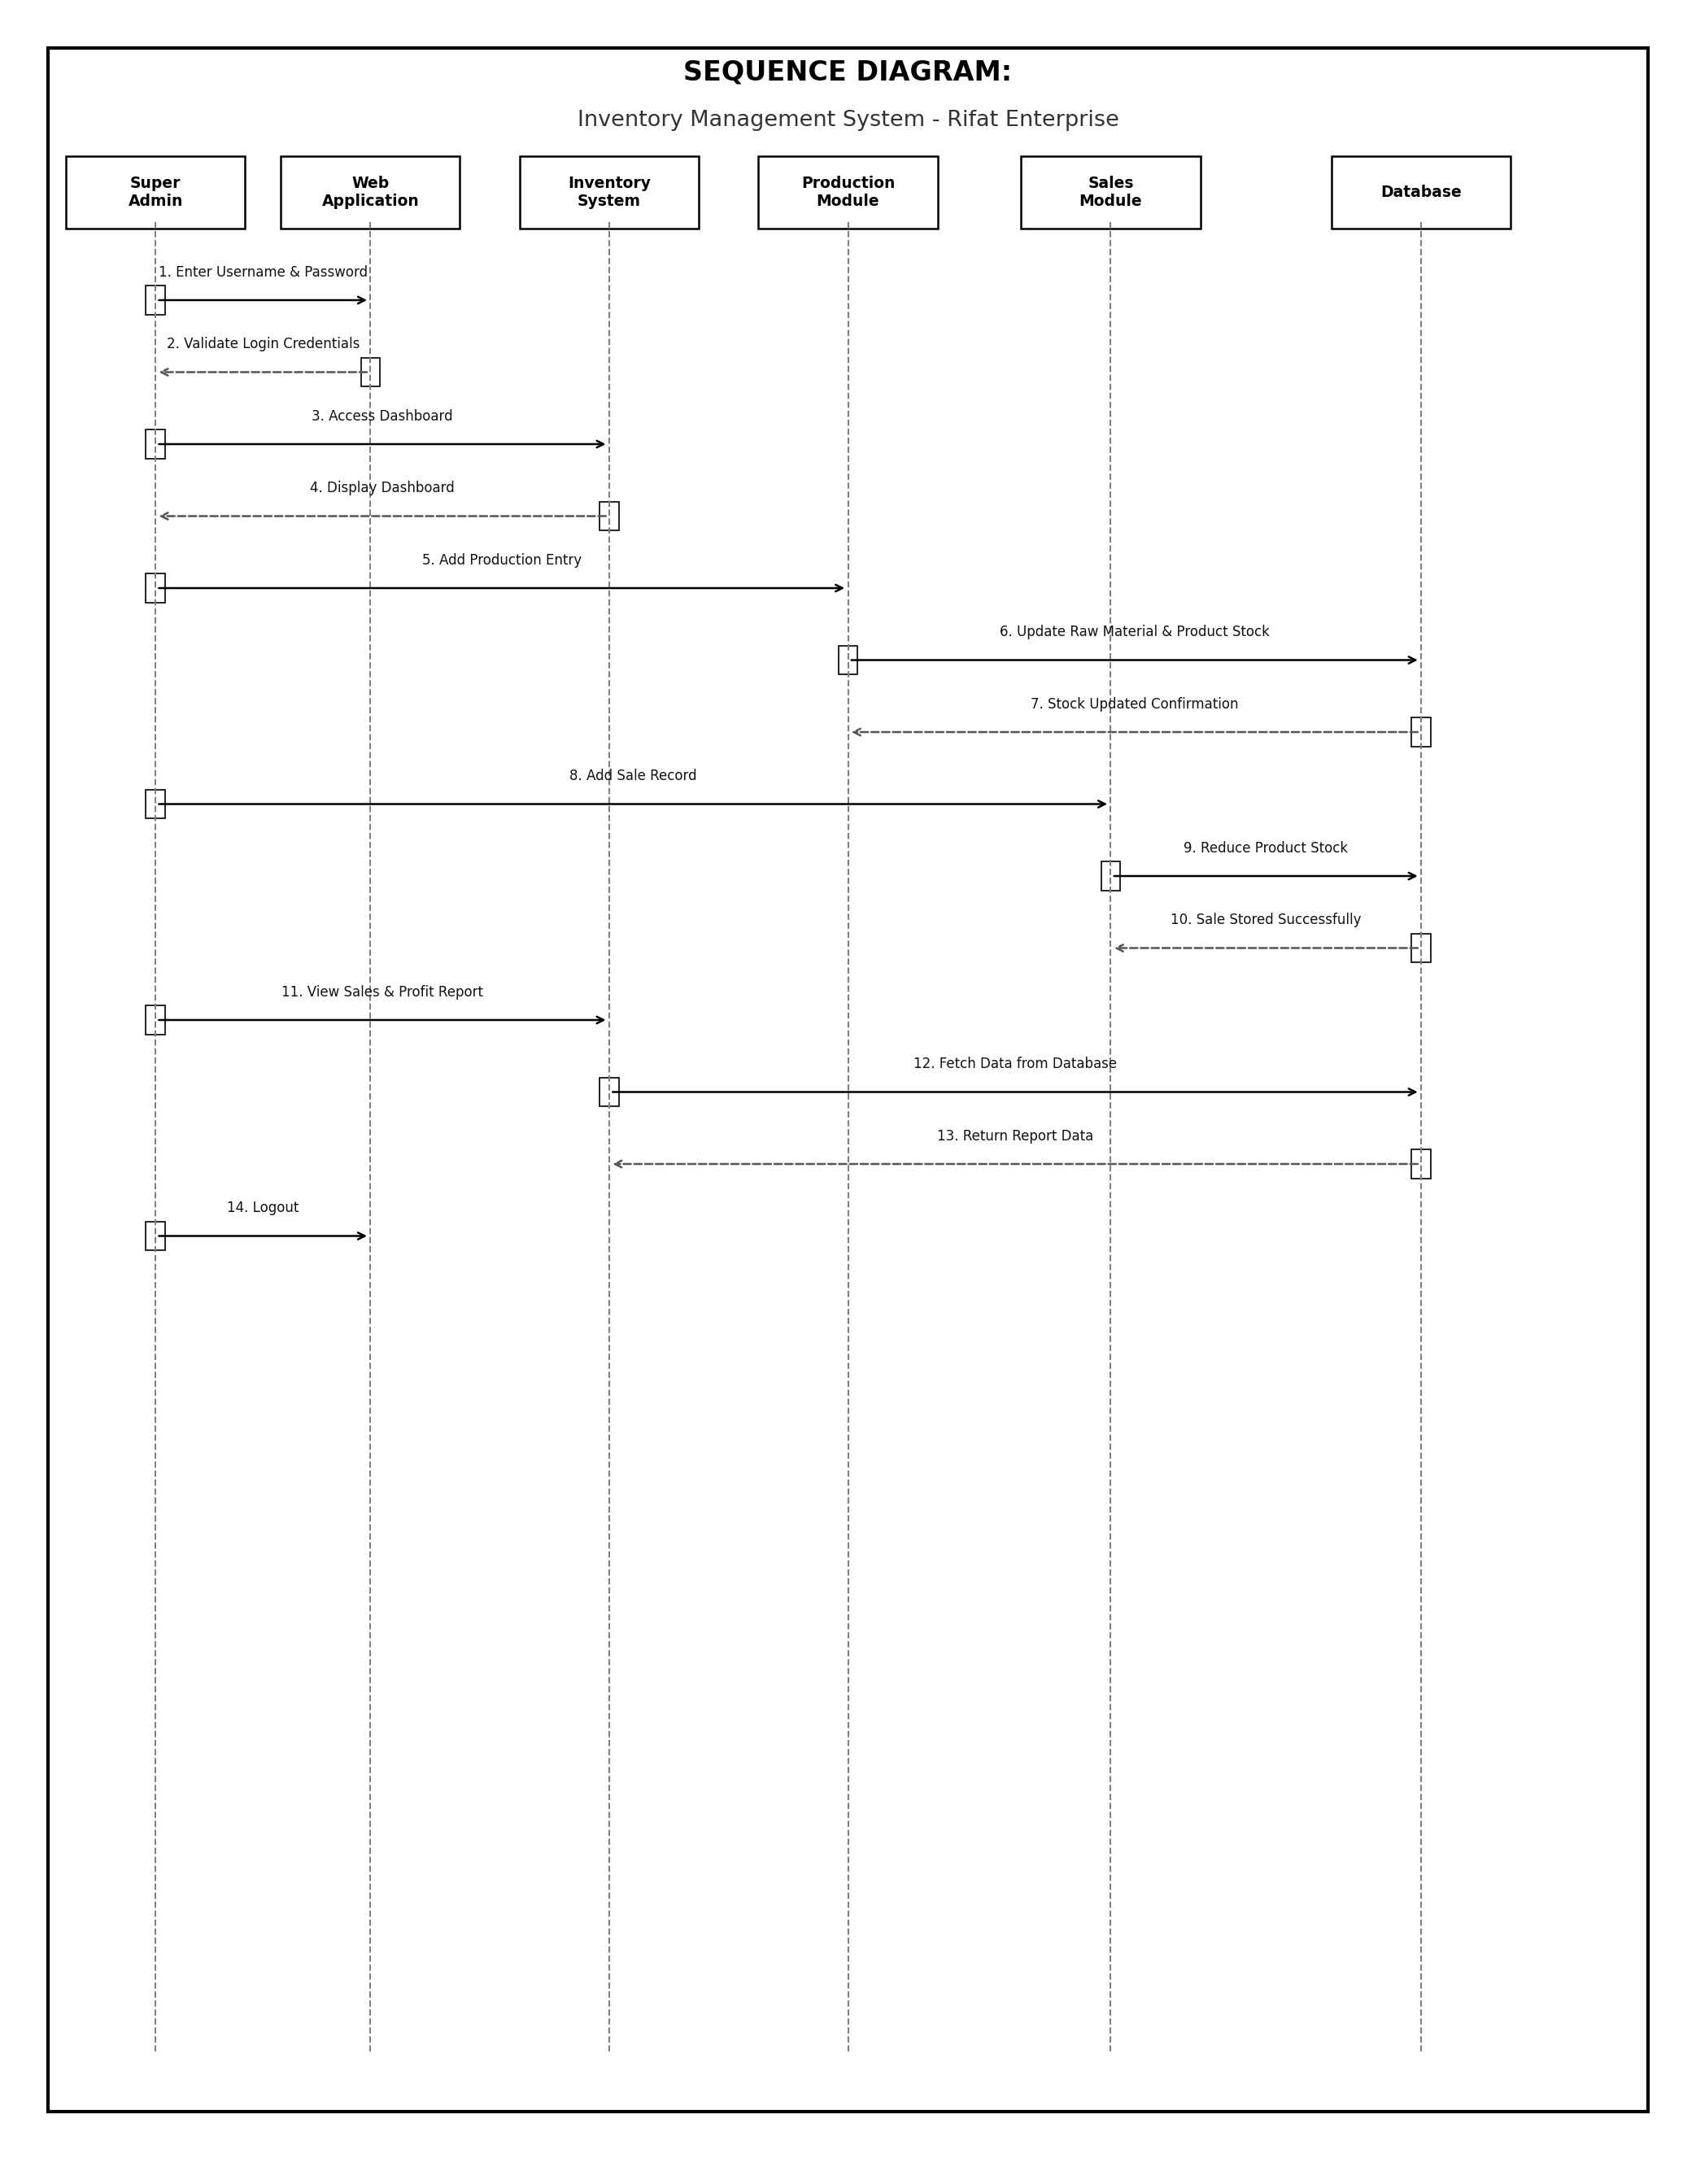 SEQUENCE DIAGRAM:
Inventory Management System - Rifat Enterprise
Super
Admin
Web
Application
Inventory
System
Production
Module
Sales
Module
Database
1. Enter Username & Password
2. Validate Login Credentials
3. Access Dashboard
4. Display Dashboard
5. Add Production Entry
6. Update Raw Material & Product Stock
7. Stock Updated Confirmation
8. Add Sale Record
9. Reduce Product Stock
10. Sale Stored Successfully
11. View Sales & Profit Report
12. Fetch Data from Database
13. Return Report Data
14. Logout